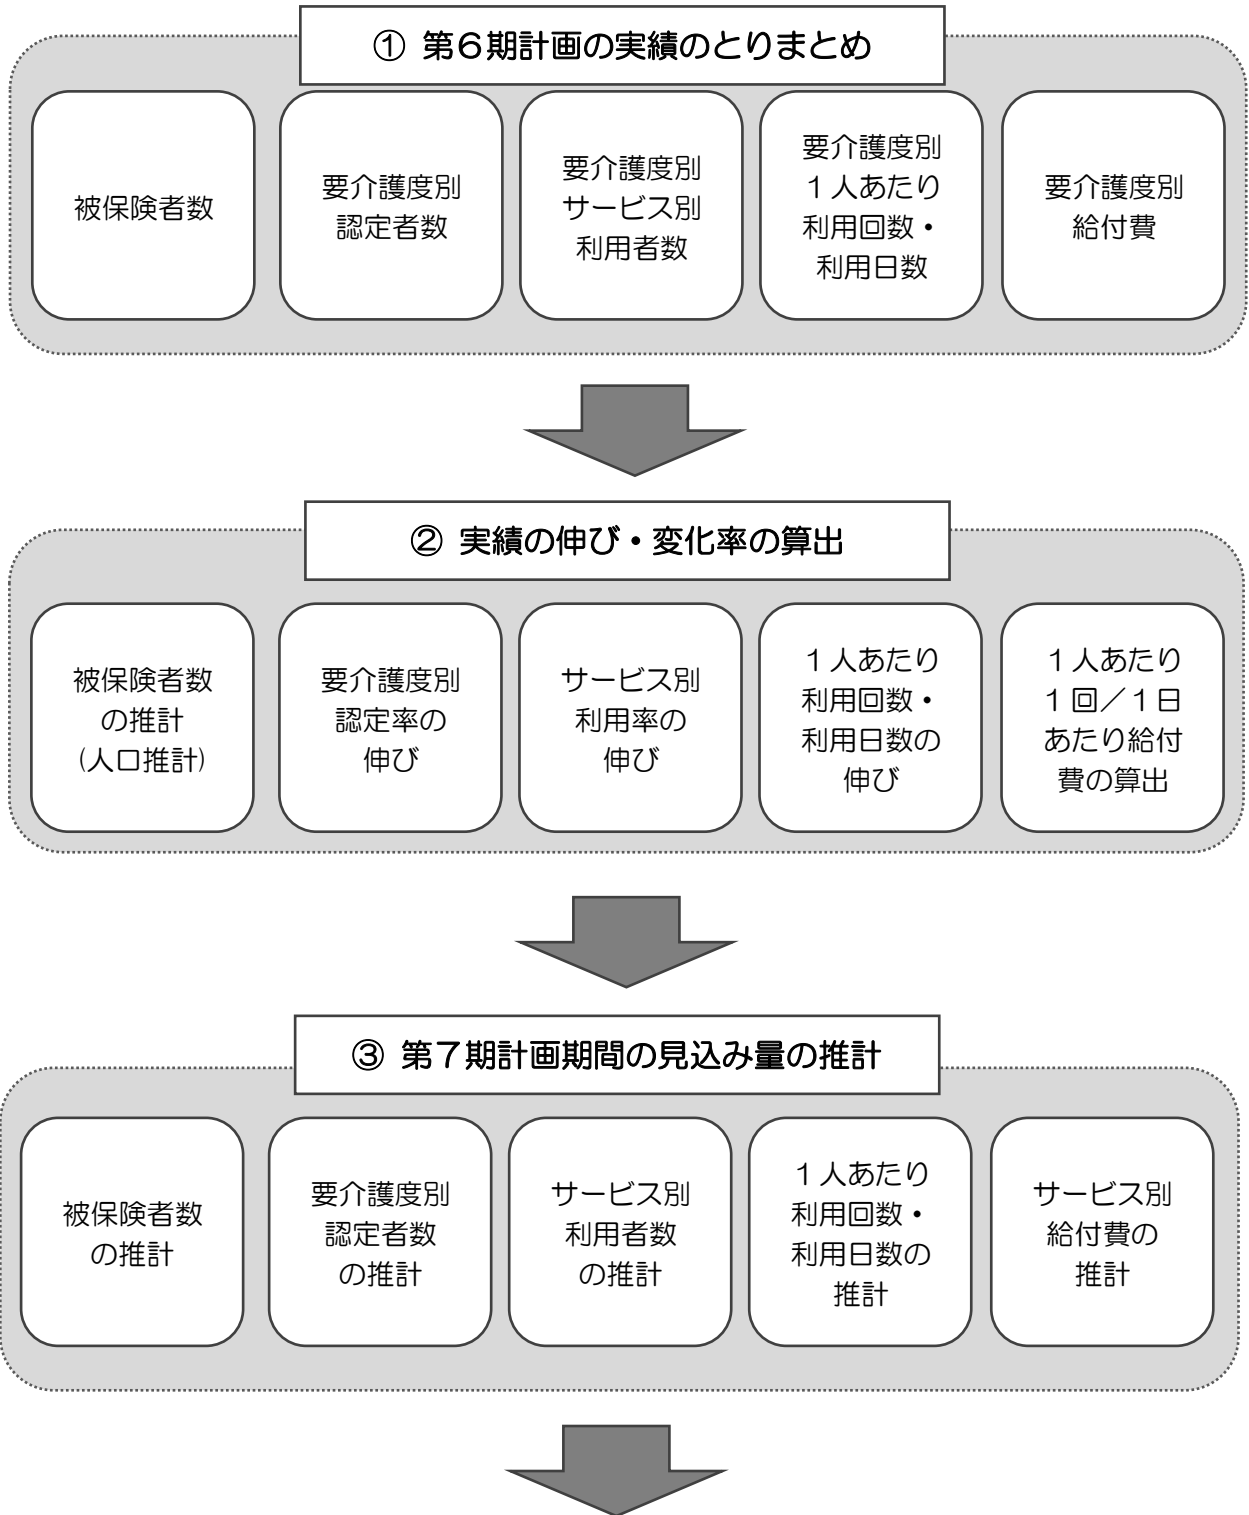 ① 第６期計画の実績のとりまとめ
被保険者数
要介護度別
認定者数
要介護度別
サービス別
利用者数
要介護度別
１人あたり
利用回数・
利用日数
要介護度別
給付費
② 実績の伸び・変化率の算出
被保険者数
の推計
(人口推計)
要介護度別
認定率の
伸び
サービス別
利用率の
伸び
１人あたり
利用回数・
利用日数の
伸び
１人あたり
１回／１日
あたり給付
費の算出
③ 第７期計画期間の見込み量の推計
被保険者数
の推計
要介護度別
認定者数
の推計
サービス別
利用者数
の推計
１人あたり
利用回数・
利用日数の
推計
サービス別
給付費の
推計